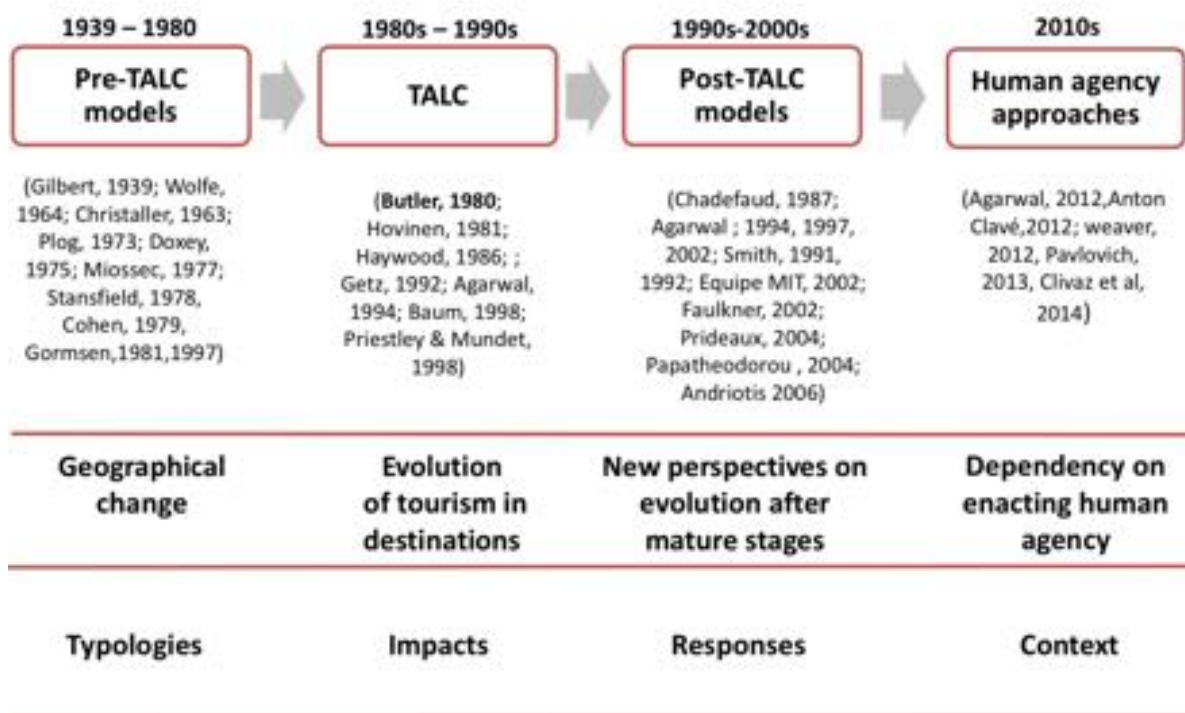 1939 – 1980
Pre-TALC
models
(Gilbert, 1939; Wolfe,
1964; Christaller, 1963;
Plog, 1973; Doxey,
1975; Miossec, 1977;
Stansfield, 1978,
Cohen, 1979,
Gormsen,1981,1997)
Geographical
change
Typologies
1980s – 1990s
TALC
(Butler, 1980;
Hovinen, 1981;
Haywood, 1986; ;
Getz, 1992; Agarwal,
1994; Baum, 1998;
Priestley & Mundet,
1998)
Evolution
of tourism in
destinations
Impacts
1990s-2000s
Post-TALC
models
(Chadefaud, 1987;
Agarwal ; 1994, 1997,
2002; Smith, 1991,
1992; Equipe MIT, 2002;
Faulkner, 2002;
Prideaux, 2004;
Papatheodorou , 2004;
Andriotis 2006)
New perspectives on
evolution after
mature stages
Responses
2010s
Human agency
approaches
(Agarwal, 2012,Anton
Clavé,2012; weaver,
2012, Pavlovich,
2013, Clivaz et al,
2014)
Dependency on
enacting human
agency
Context